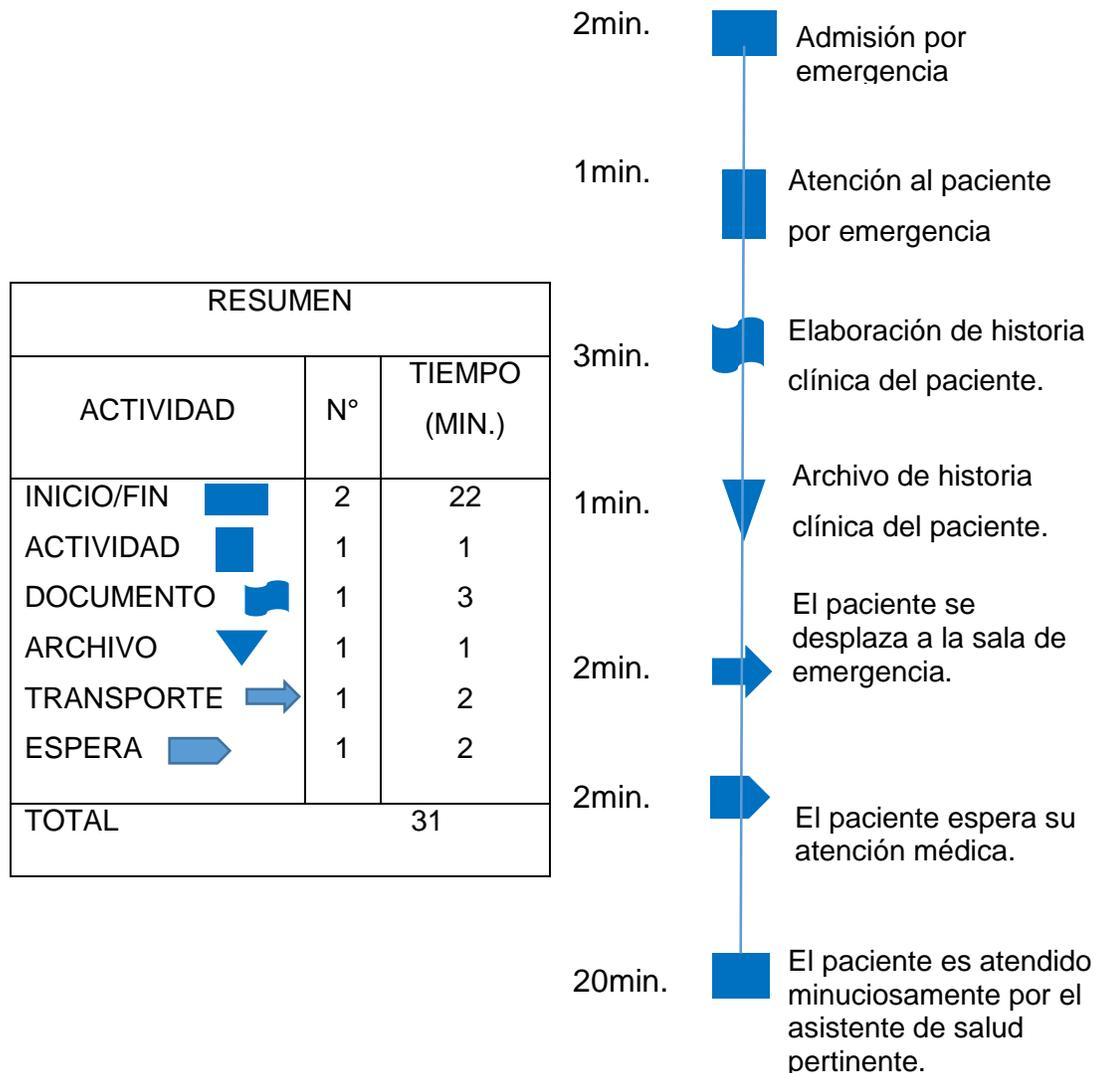 RESUMEN
ACTIVIDAD
N°
TIEMPO
(MIN.)
INICIO/FIN 2 22
ACTIVIDAD 1 1
DOCUMENTO 1 3
ARCHIVO 1 1
TRANSPORTE 1 2
ESPERA 1 2
TOTAL 31
2min.
Admisión por
emergencia
1min.
Atención al paciente
por emergencia
3min.
Elaboración de historia
clínica del paciente.
1min.
Archivo de historia
clínica del paciente.
2min.
El paciente se
desplaza a la sala de
emergencia.
2min.
El paciente espera su
atención médica.
20min.
El paciente es atendido
minuciosamente por el
asistente de salud
pertinente.